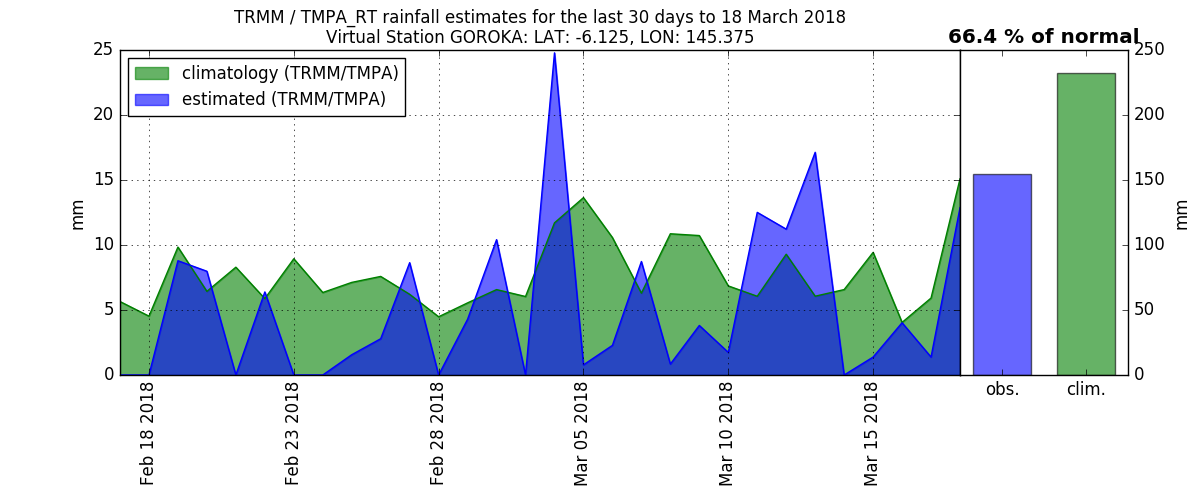 TRMM / TMPA_RT rainfall estimates for the last 30 days to 18 March 2018
Virtual Station GOROKA: LAT: -6.125, LON: 145.375
66.4 % of normal
climatology (TRMM/TMPA)
estimated (TRMM/TMPA)
25
20
15
10
5
0
mm
Feb 18 2018
Feb 23 2018
Feb 28 2018
Mar 05 2018
Mar 10 2018
Mar 15 2018
obs.
clim.
250
200
150
100
50
0
mm